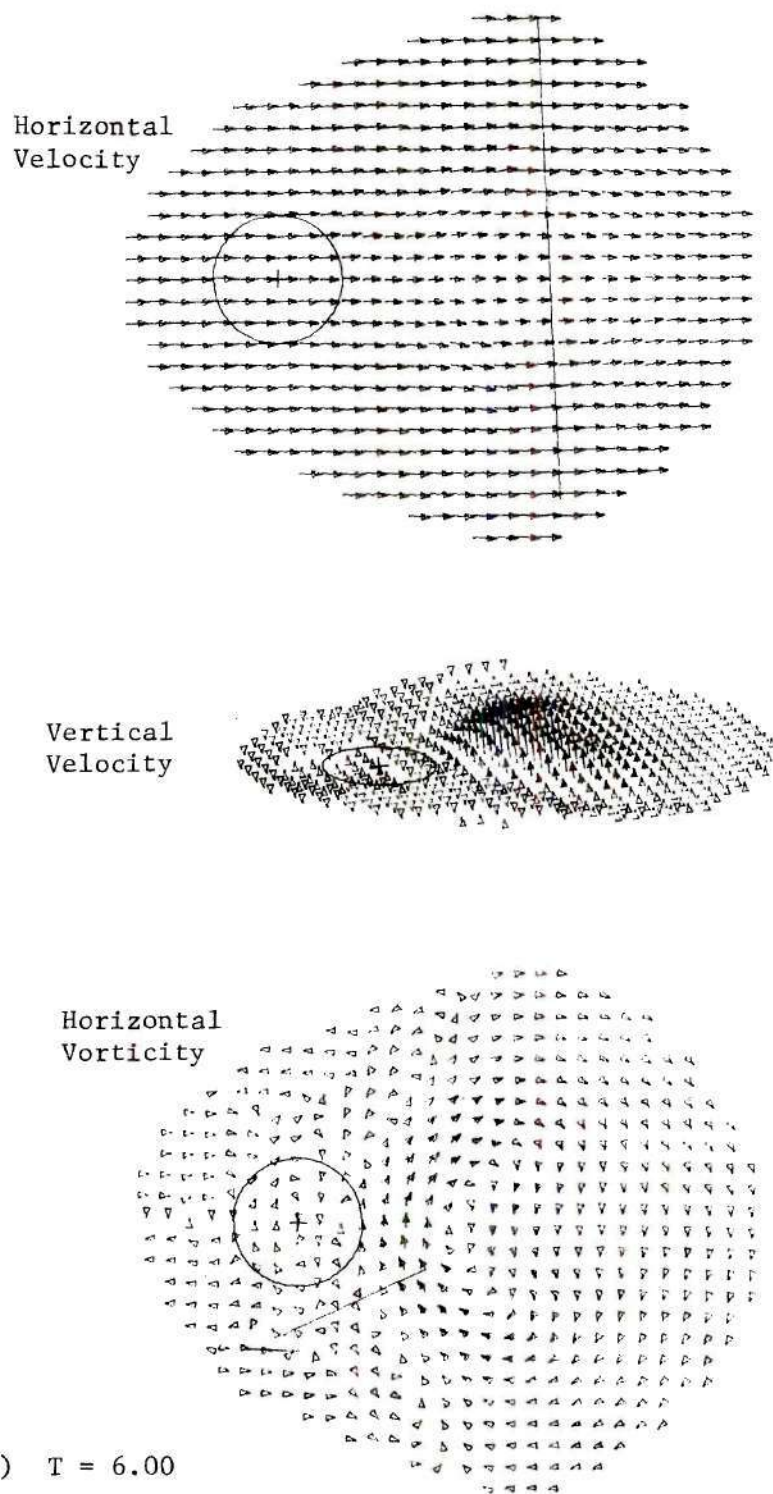 Horizontal
Velocity
Vertical
Velocity
Horizontal
Vorticity
) T = 6.00